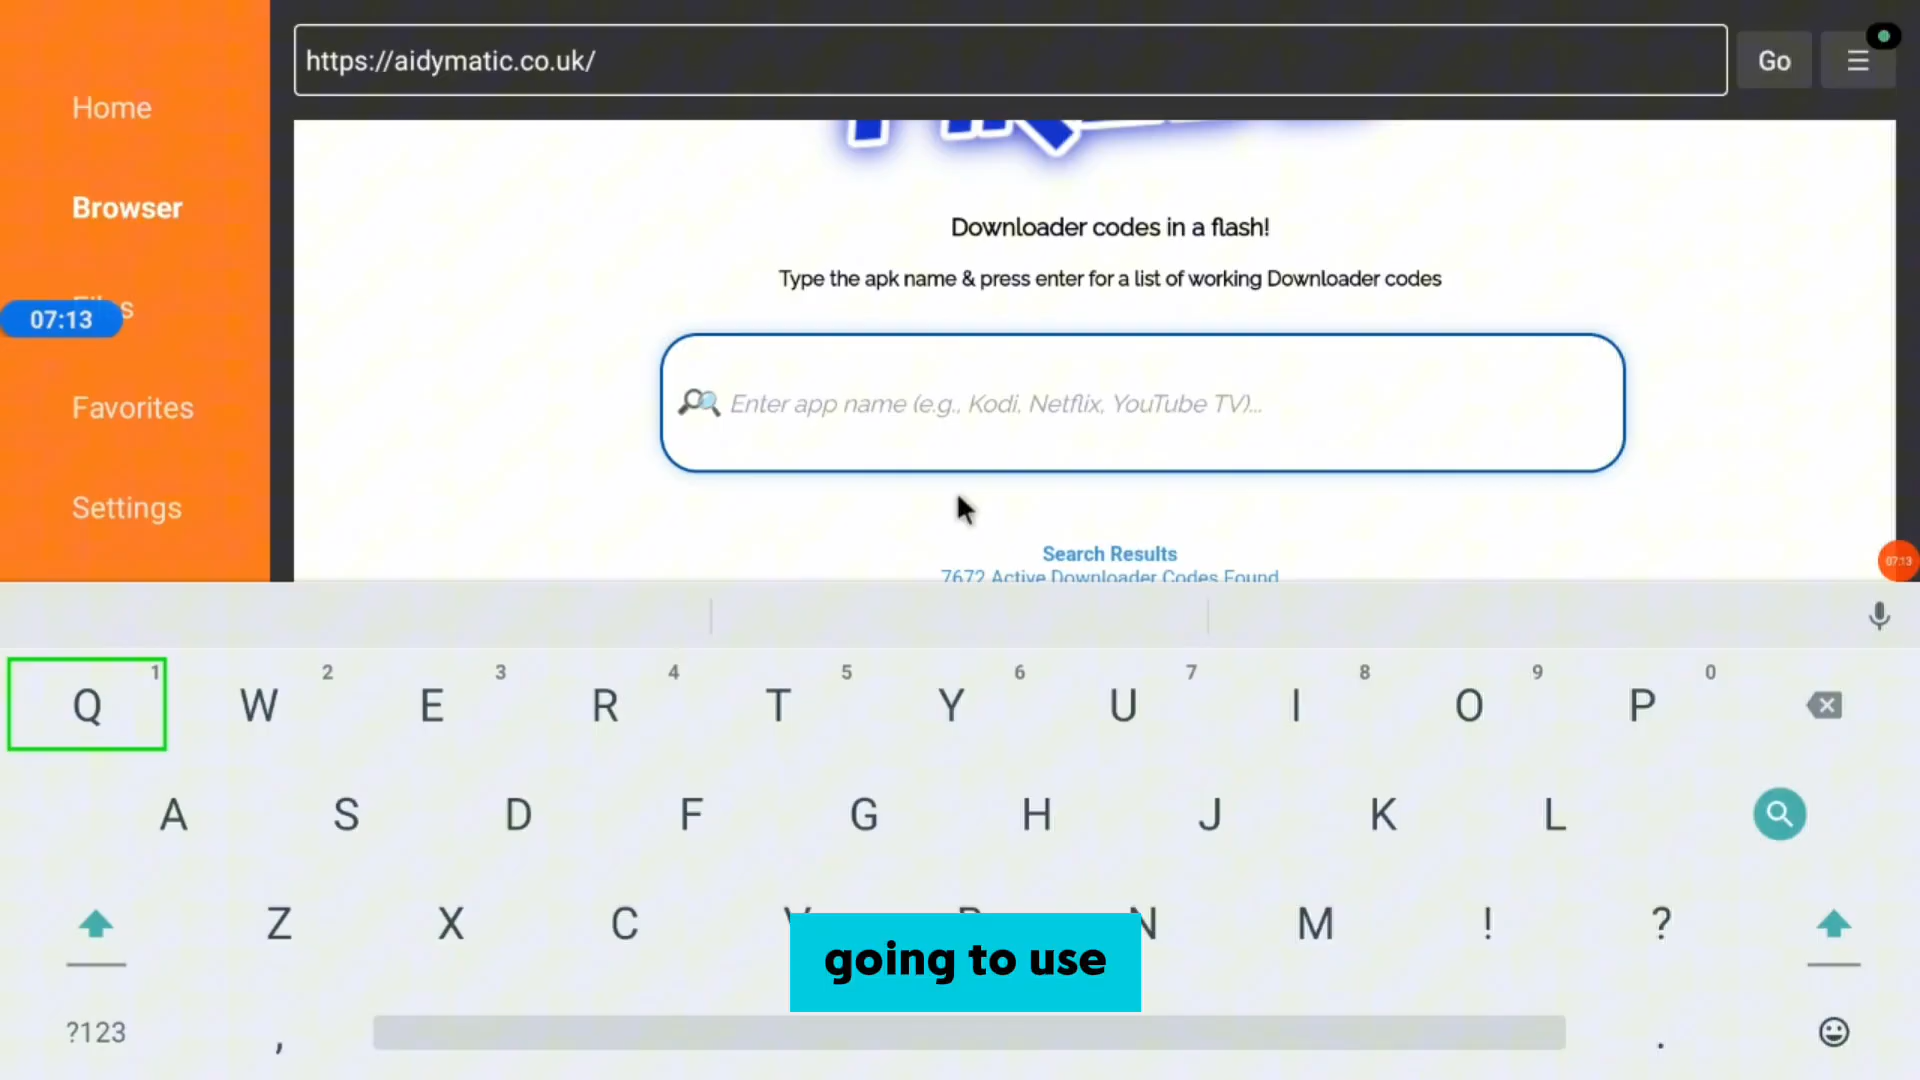 https://aidymatic.co.uk/
Go
Home
Browser
Favorites
Settings
07:13
Downloader codes in a flash!
Type the apk name & press enter for a list of working Downloader codes
Enter app name (e.g., Kodi, Netflix, YouTube TV)...
Search Results
7672 Active Downloader Codes Found
07:13
1 2 3 4 5 6 7 8 9 0
Q W E R T Y U I O P
A S D F G H J K L
Z X C N M ! ?
going to use
?123 , .